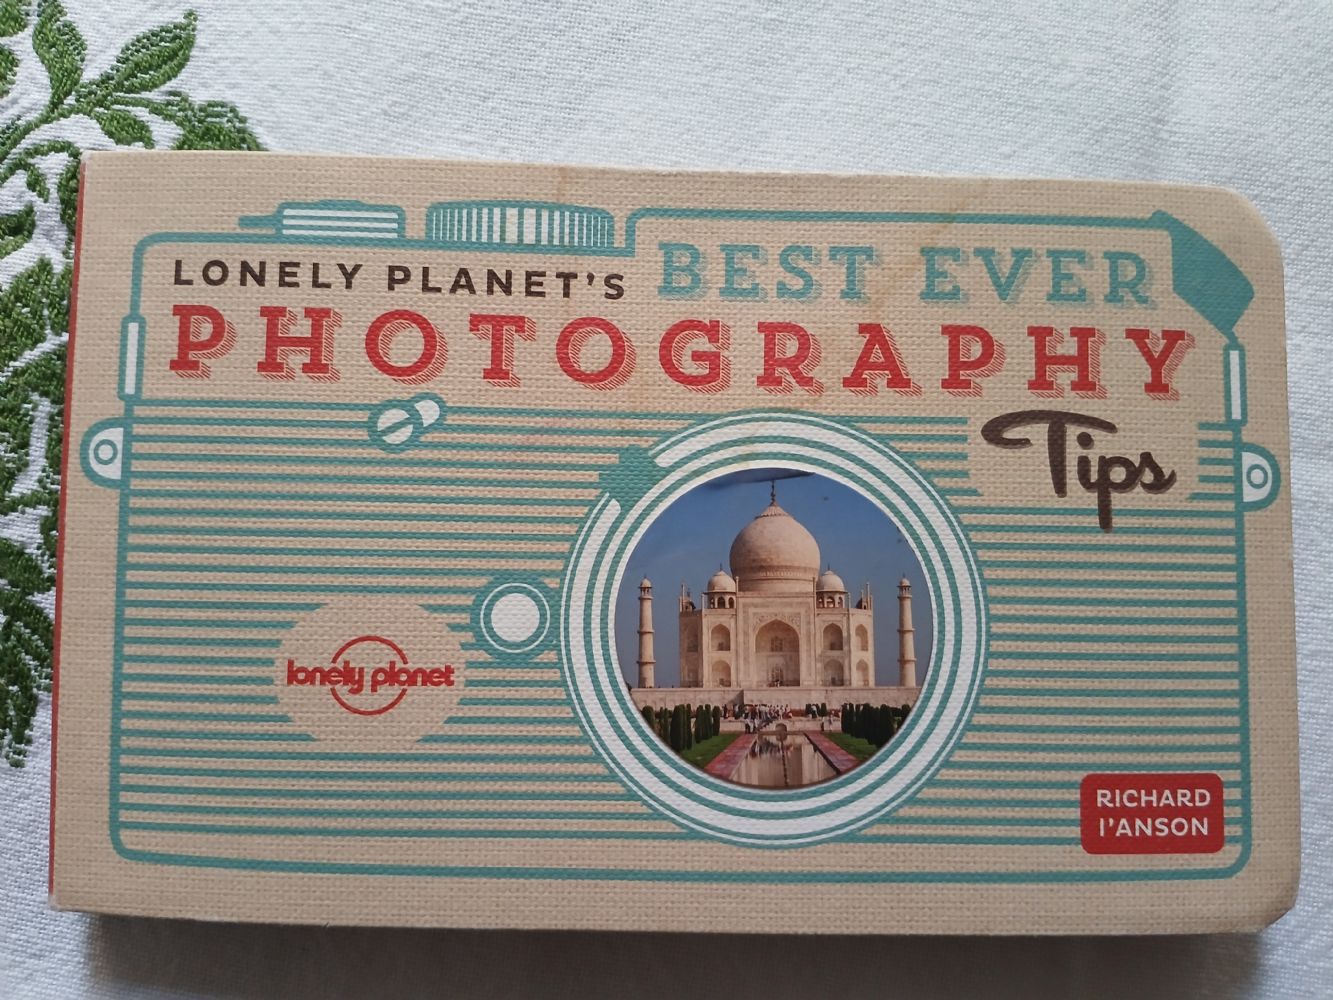 LONELY PLANET'S BEST EVER
PHOTOGRAPHY
Tips
lonely planet
RICHARD
I'ANSON